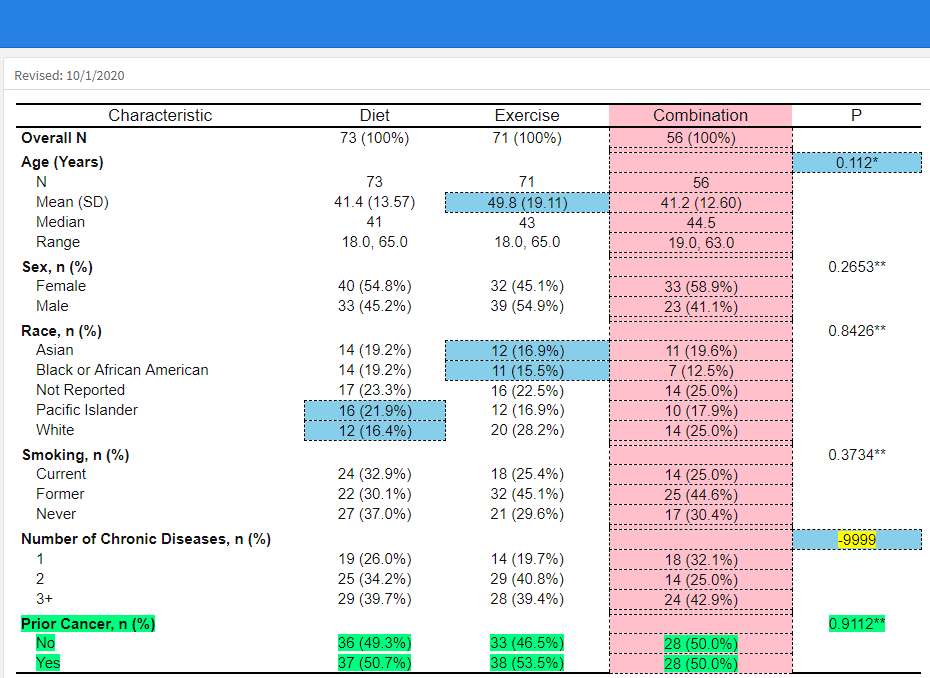 Revised: 10/1/2020
Characteristic Diet Exercise Combination P
Overall N 73 (100%) 71 (100%) 56 (100%)
Age (Years) 0.112*
N 73 71 56
Mean (SD) 41.4 (13.57) 49.8 (19.11) 41.2 (12.60)
Median 41 43 44.5
Range 18.0, 65.0 18.0, 65.0 19.0, 63.0
Sex, n (%) 0.2653**
Female 40 (54.8%) 32 (45.1%) 33 (58.9%)
Male 33 (45.2%) 39 (54.9%) 23 (41.1%)
Race, n (%) 0.8426**
Asian 14 (19.2%) 12 (16.9%) 11 (19.6%)
Black or African American 14 (19.2%) 11 (15.5%) 7 (12.5%)
Not Reported 17 (23.3%) 16 (22.5%) 14 (25.0%)
Pacific Islander 16 (21.9%) 12 (16.9%) 10 (17.9%)
White 12 (16.4%) 20 (28.2%) 14 (25.0%)
Smoking, n (%) 0.3734**
Current 24 (32.9%) 18 (25.4%) 14 (25.0%)
Former 22 (30.1%) 32 (45.1%) 25 (44.6%)
Never 27 (37.0%) 21 (29.6%) 17 (30.4%)
Number of Chronic Diseases, n (%) -9999
1 19 (26.0%) 14 (19.7%) 18 (32.1%)
2 25 (34.2%) 29 (40.8%) 14 (25.0%)
3+ 29 (39.7%) 28 (39.4%) 24 (42.9%)
Prior Cancer, n (%) 0.9112**
No 36 (49.3%) 33 (46.5%) 28 (50.0%)
Yes 37 (50.7%) 38 (53.5%) 28 (50.0%)